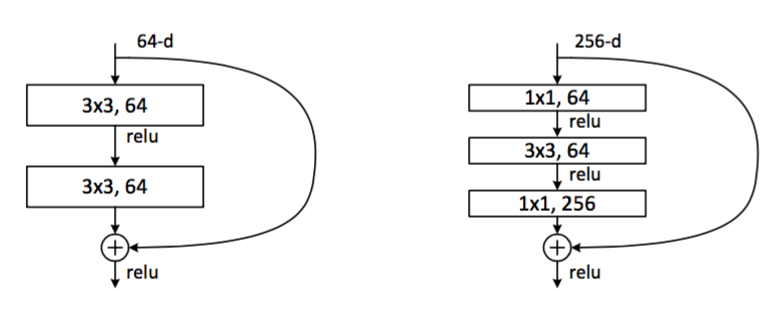 64-d
3x3, 64
relu
3x3, 64
relu
256-d
1x1, 64
relu
3x3, 64
relu
1x1, 256
relu